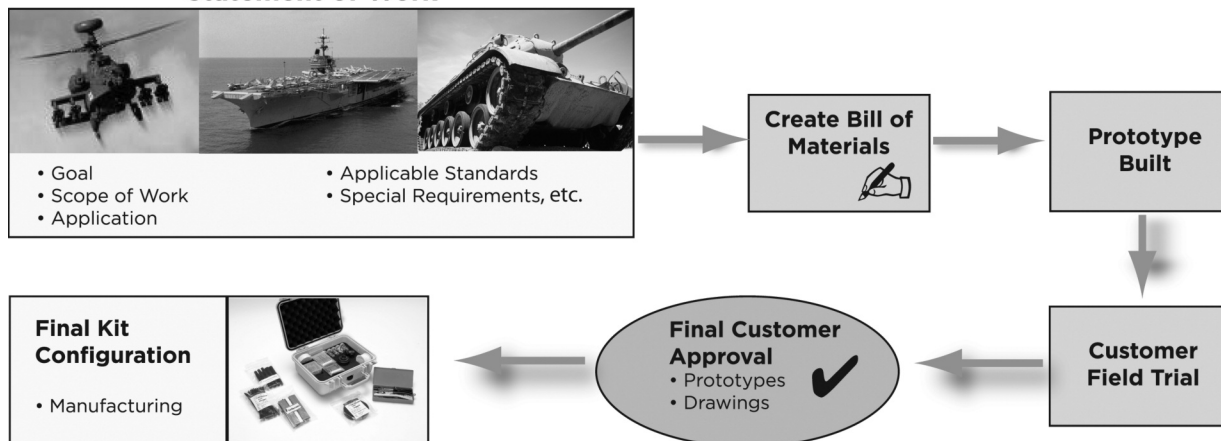 • Goal
• Scope of Work
• Application
• Applicable Standards
• Special Requirements, etc.
Create Bill of
Materials
Prototype
Built
Customer
Field Trial
Final Customer
Approval
• Prototypes
• Drawings
Final Kit
Configuration
• Manufacturing